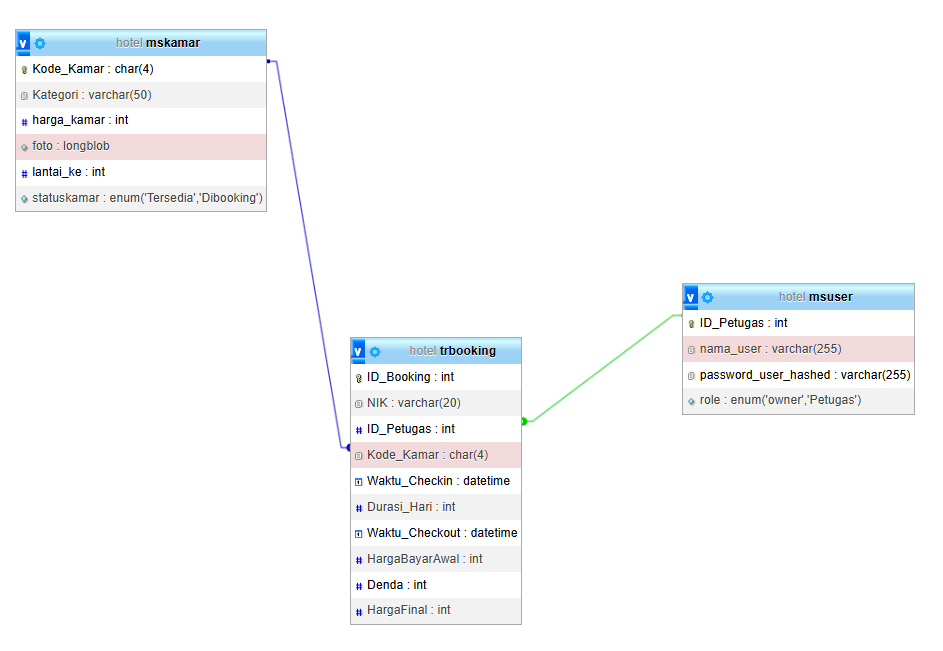 hotel mskamar
Kode_Kamar : char(4)
Kategori : varchar(50)
harga_kamar : int
foto : longblob
lantai_ke : int
statuskamar : enum('Tersedia','Dibooking')
hotel msuser
ID_Petugas : int
nama_user : varchar(255)
password_user_hashed : varchar(255)
role : enum('owner','Petugas')
hotel trbooking
ID_Booking : int
NIK : varchar(20)
ID_Petugas : int
Kode_Kamar : char(4)
Waktu_Checkin : datetime
Durasi_Hari : int
Waktu_Checkout : datetime
HargaBayarAwal : int
Denda : int
HargaFinal : int